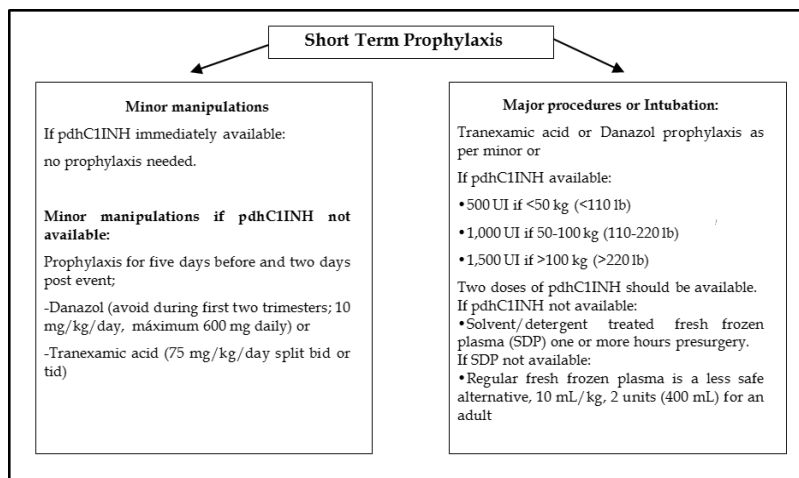 Short Term Prophylaxis
Minor manipulations
If pdhC1INH immediately available:
no prophylaxis needed.
Minor manipulations if pdhC1INH not
available:
Prophylaxis for five days before and two days
post event;
-Danazol (avoid during first two trimesters; 10
mg/kg/day, máximum 600 mg daily) or
-Tranexamic acid (75 mg/kg/day split bid or
tid)
Major procedures or Intubation:
Tranexamic acid or Danazol prophylaxis as
per minor or
If pdhC1INH available:
•500 UI if <50 kg (<110 lb)
•1,000 UI if 50-100 kg (110-220 lb)
•1,500 UI if >100 kg (>220 lb)
Two doses of pdhC1INH should be available.
If pdhC1INH not available:
•Solvent/detergent treated fresh frozen
plasma (SDP) one or more hours presurgery.
If SDP not available:
•Regular fresh frozen plasma is a less safe
alternative, 10 mL/kg, 2 units (400 mL) for an
adult